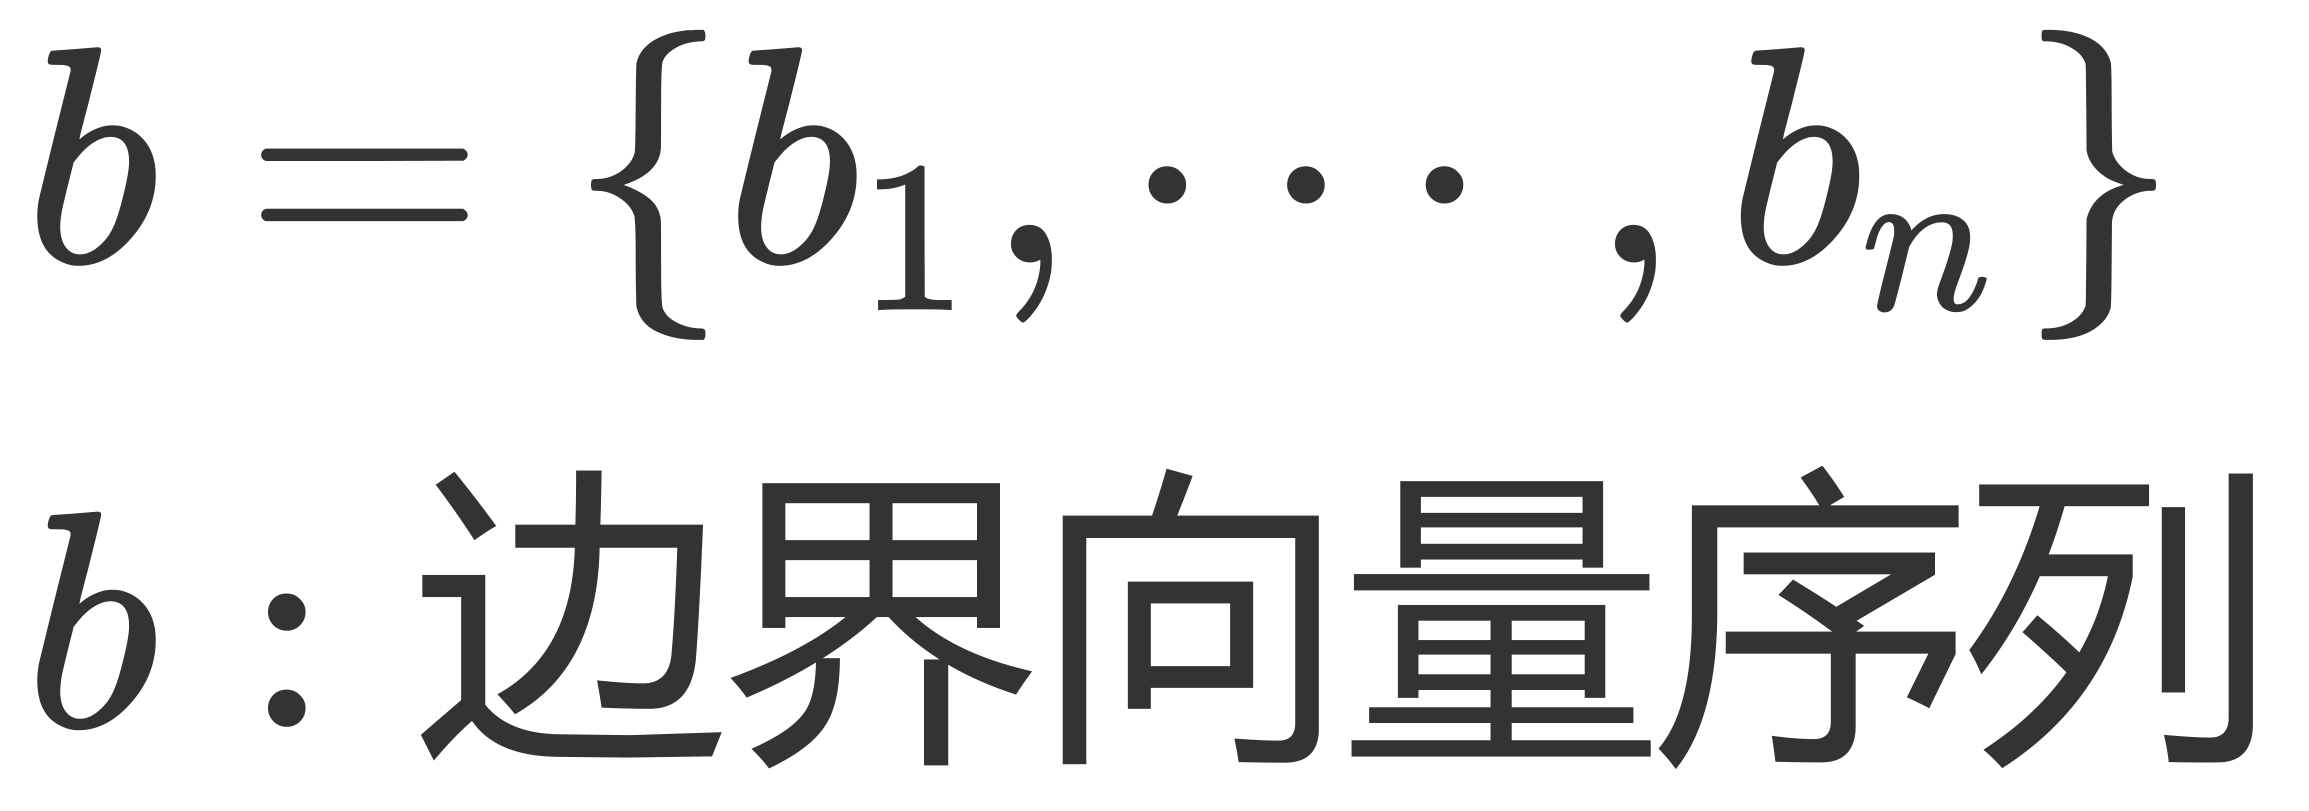 b = {b₁, ⋯ , bₙ}
b : 边界向量序列